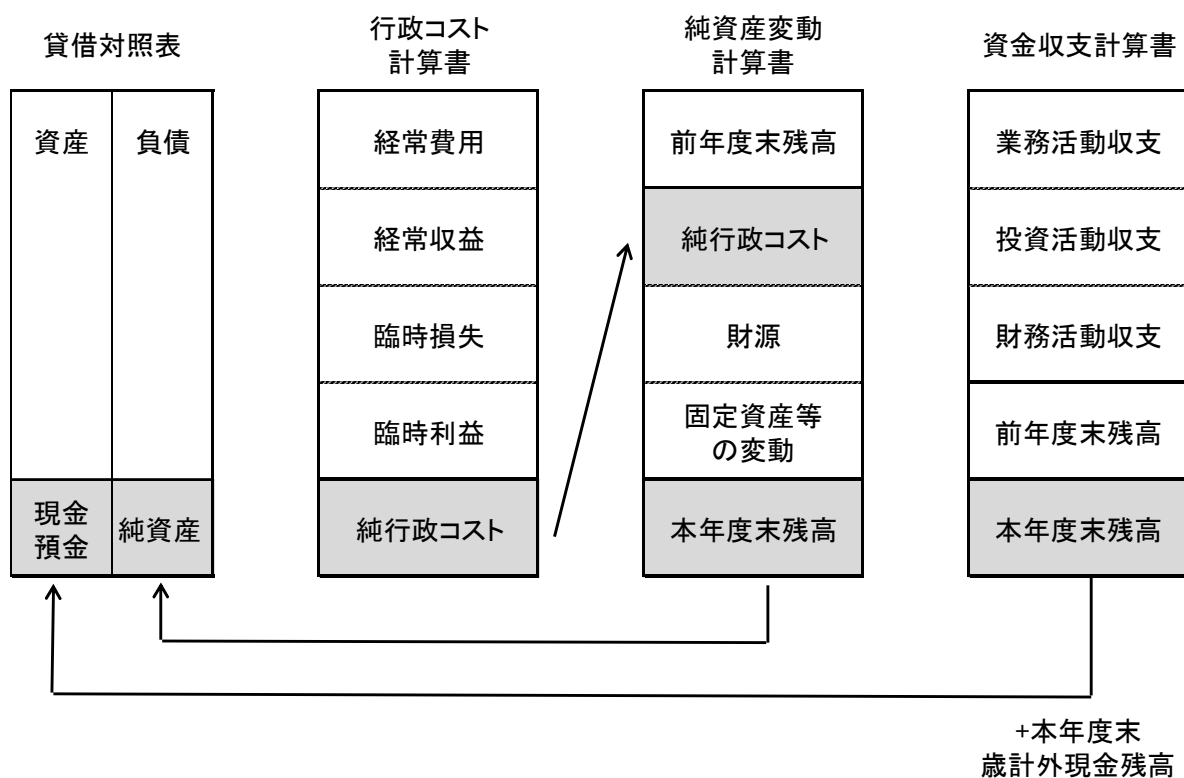 貸借対照表
資産
負債
現金
預金
純資産
行政コスト
計算書
経常費用
経常収益
臨時損失
臨時利益
純行政コスト
純資産変動
計算書
前年度末残高
純行政コスト
財源
固定資産等
の変動
本年度末残高
資金収支計算書
業務活動収支
投資活動収支
財務活動収支
前年度末残高
本年度末残高
+本年度末
歳計外現金残高